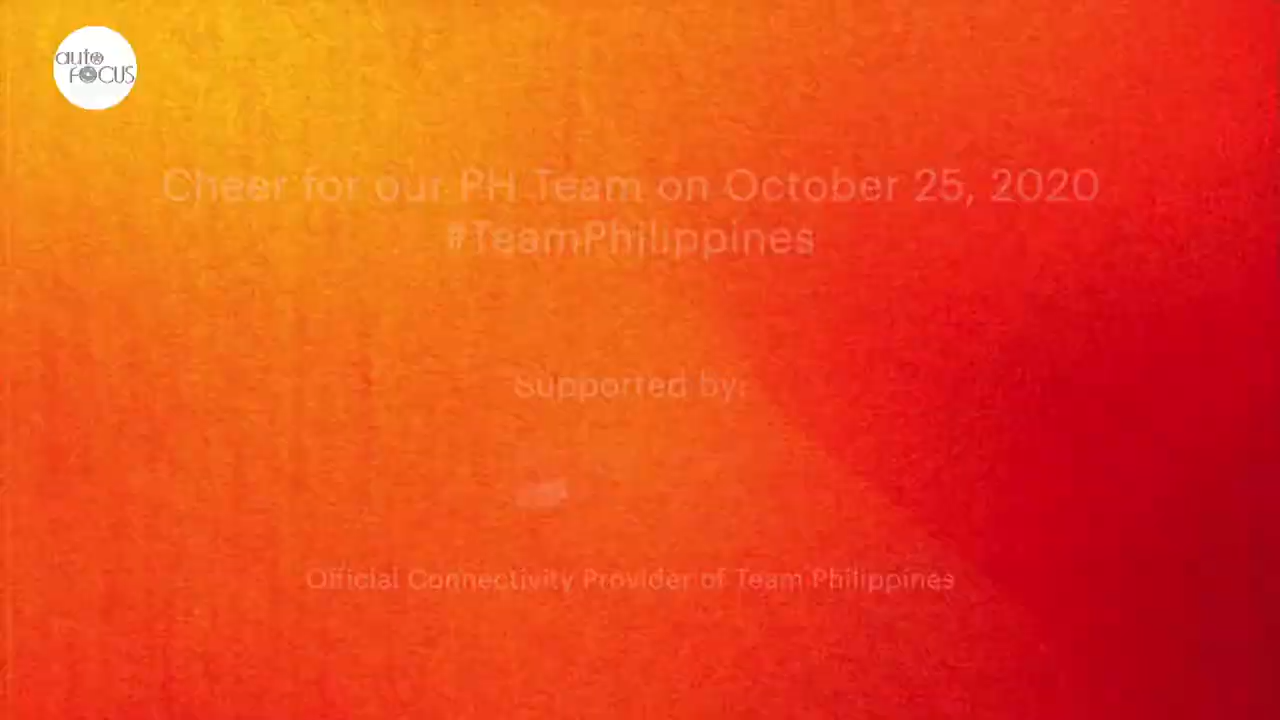 auto
FOCUS
Cheer for our PH Team on October 25, 2020
#TeamPhilippines
Supported by:
Official Connectivity Provider of Team Philippines